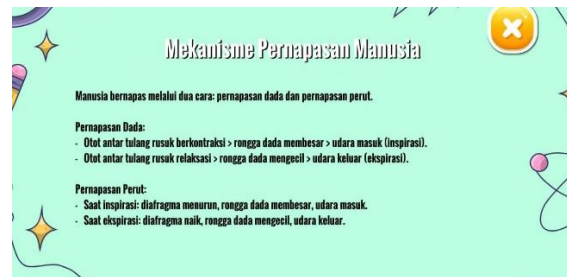 Mekanisme Pernapasan Manusia
Manusia bernapas melalui dua cara: pernapasan dada dan pernapasan perut.
Pernapasan Dada:
- Otot antar tulang rusuk berkontraksi > rongga dada membesar > udara masuk (inspirasi).
- Otot antar tulang rusuk relaksasi > rongga dada mengecil > udara keluar (ekspirasi).
Pernapasan Perut:
- Saat inspirasi: diafragma menurun, rongga dada membesar, udara masuk.
- Saat ekspirasi: diafragma naik, rongga dada mengecil, udara keluar.